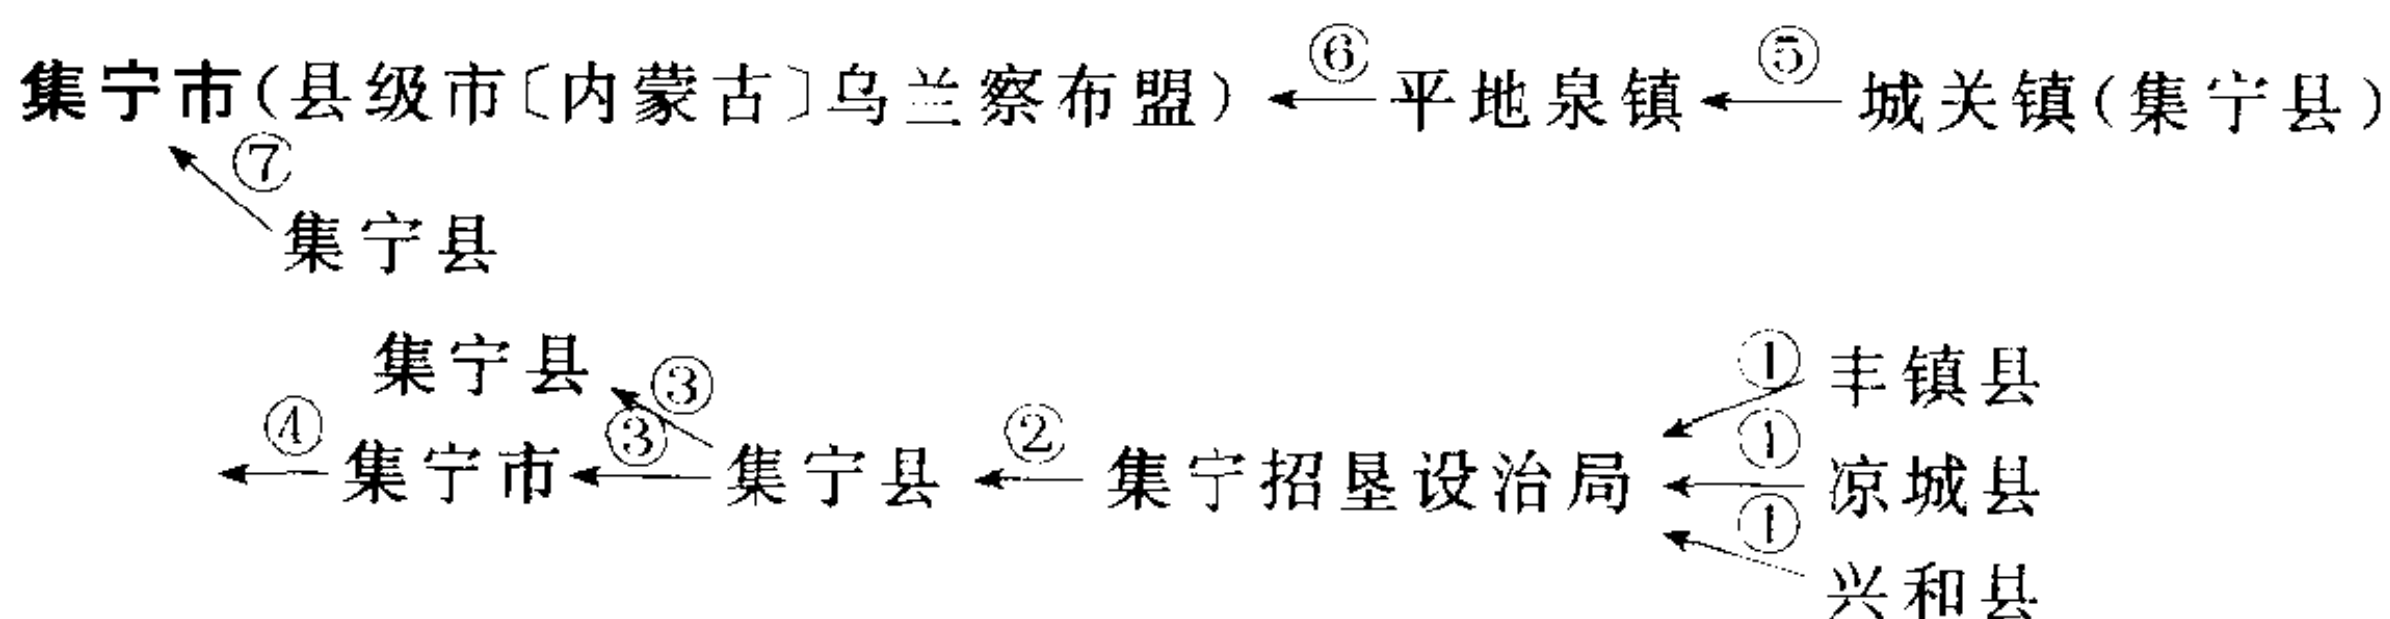 集宁市(县级市〔内蒙古〕乌兰察布盟) ←⑥ 平地泉镇 ←⑤ 城关镇(集宁县)
⑦
集宁县
集宁县 ③ ① 丰镇县
←④ 集宁市 ←③ 集宁县 ←② 集宁招垦设治局 ←① 凉城县
① 兴和县